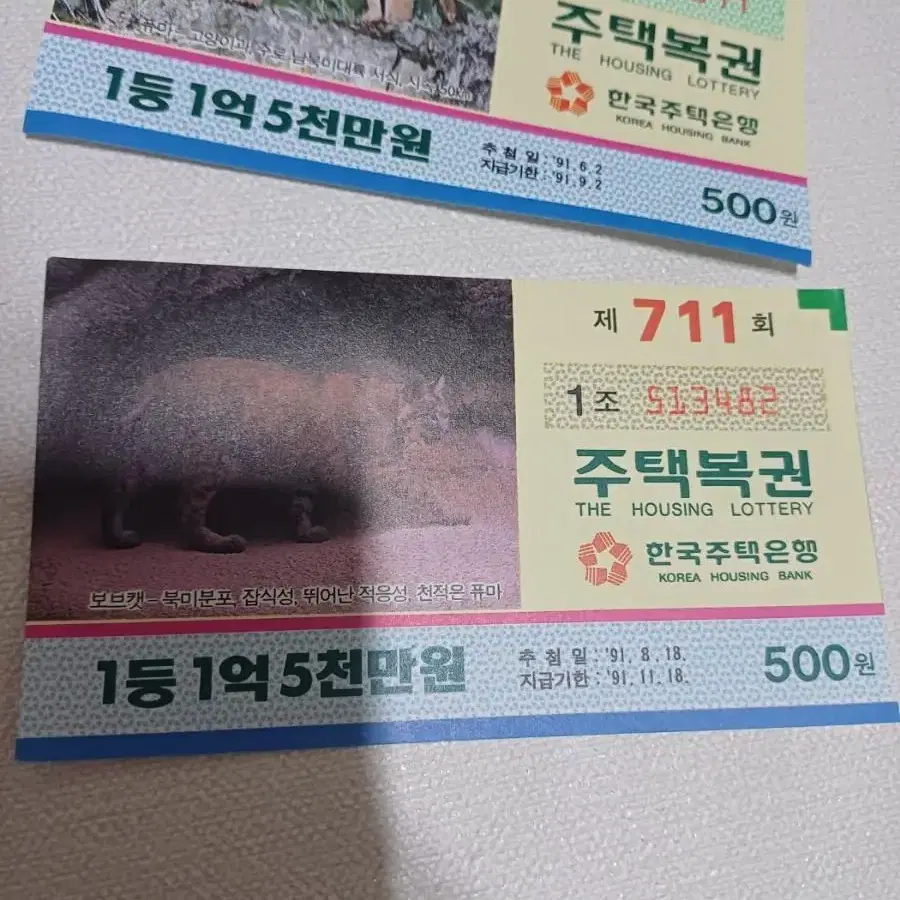 퓨마 - 고양이과, 주로 남북미대륙 서식, 시속 50km
주택복권
THE HOUSING LOTTERY
한국주택은행
KOREA HOUSING BANK
1등 1억 5천만원
추첨일 : '91. 6. 2
지급기한 : '91. 9. 2
500원
제 711 회
1조 513482
주택복권
THE HOUSING LOTTERY
한국주택은행
KOREA HOUSING BANK
보브캣 - 북미분포, 잡식성, 뛰어난 적응성, 천적은 퓨마
1등 1억 5천만원
추첨일 : '91. 8. 18.
지급기한 : '91. 11. 18.
500원